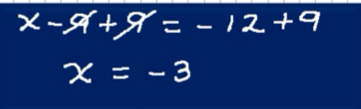 x - 9 + 9 = - 12 + 9
x = - 3